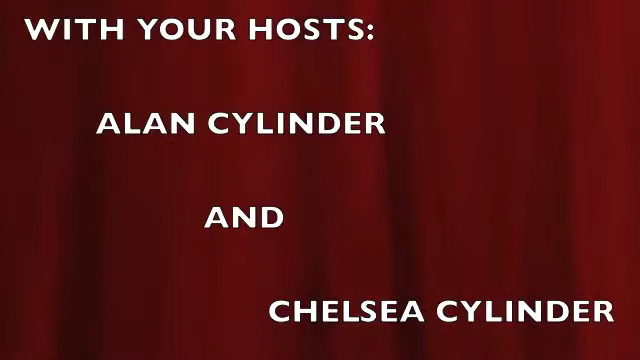 WITH YOUR HOSTS:
ALAN CYLINDER
AND
CHELSEA CYLINDER